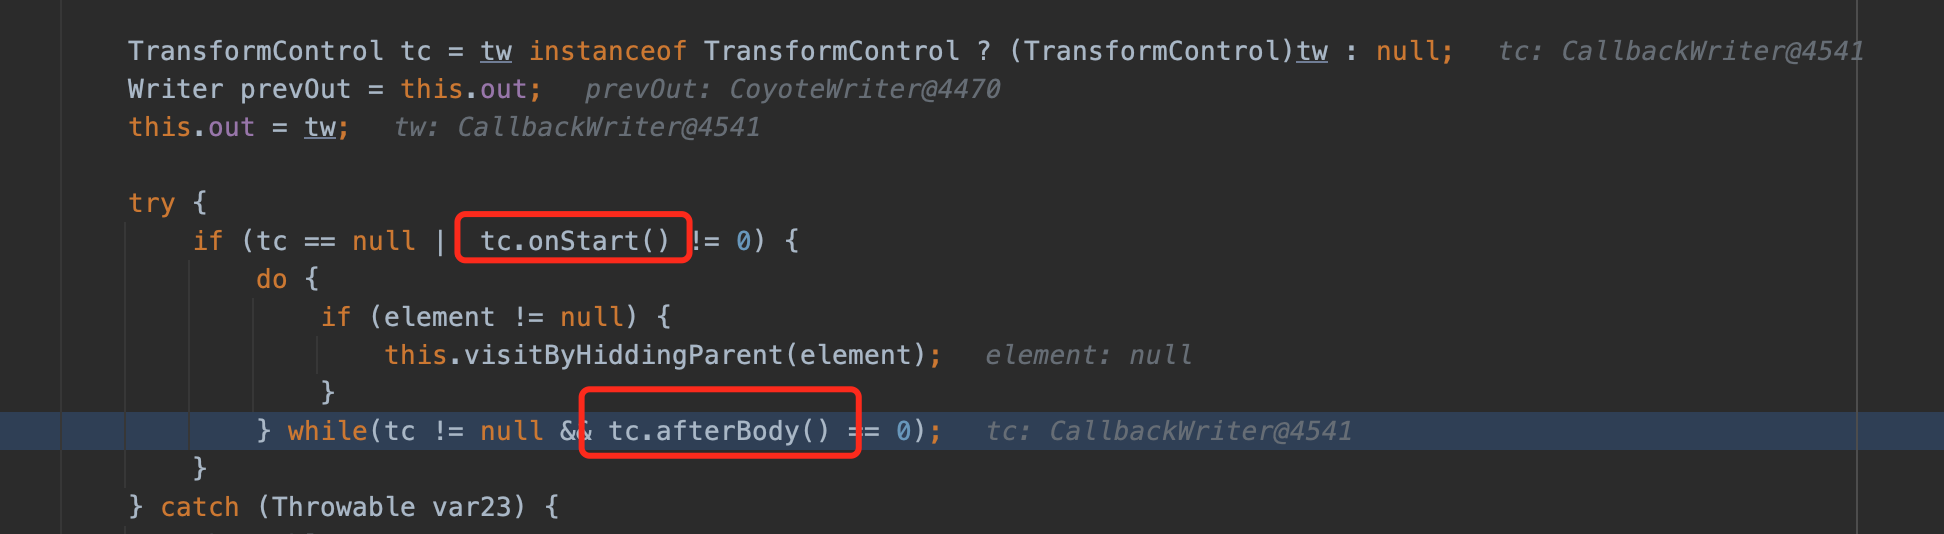 TransformControl tc = tw instanceof TransformControl ? (TransformControl)tw : null;   tc: CallbackWriter@4541
Writer prevOut = this.out;   prevOut: CoyoteWriter@4470
this.out = tw;   tw: CallbackWriter@4541
try {
if (tc == null |  tc.onStart() != 0) {
do {
if (element != null) {
this.visitByHiddingParent(element);   element: null
}
} while(tc != null && tc.afterBody() == 0);   tc: CallbackWriter@4541
}
} catch (Throwable var23) {